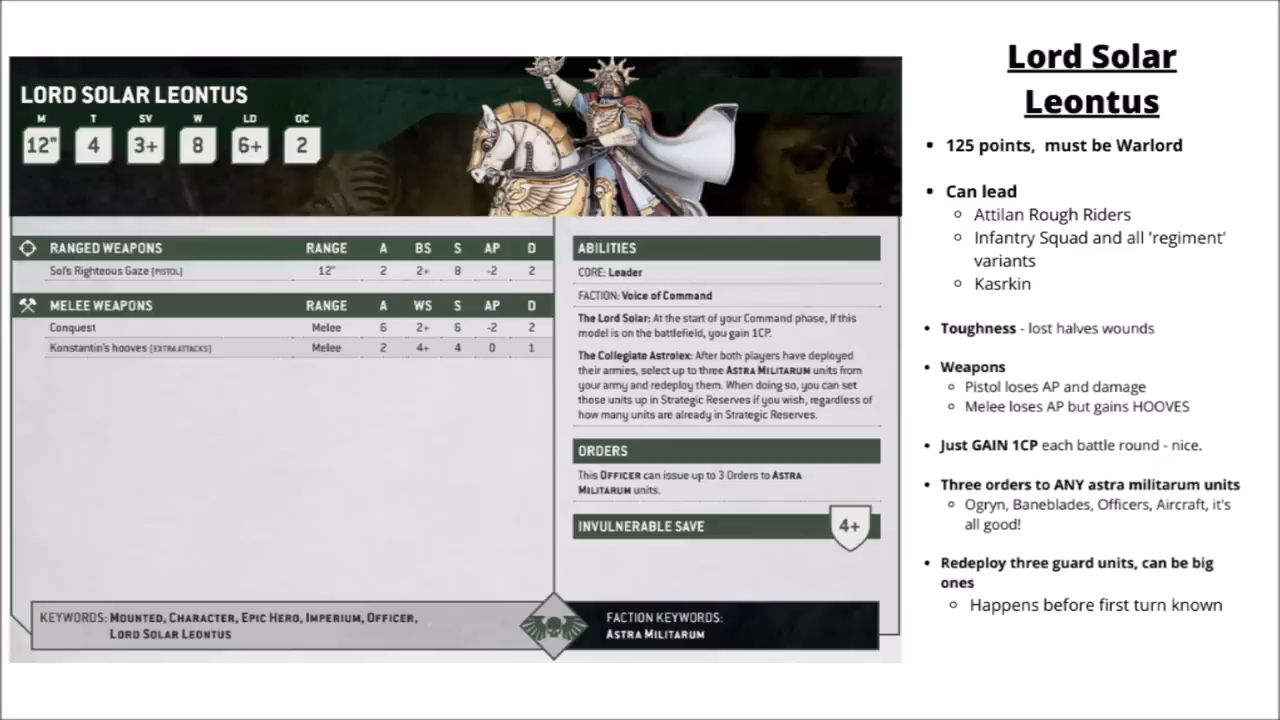 LORD SOLAR LEONTUS
M T SV W LD OC
12" 4 3+ 8 6+ 2
RANGED WEAPONS RANGE A BS S AP D
Sol's Righteous Gaze [PISTOL] 12" 2 2+ 8 -2 2
MELEE WEAPONS RANGE A WS S AP D
Conquest Melee 6 2+ 6 -2 2
Konstantin's hooves [EXTRA ATTACKS] Melee 2 4+ 4 0 1
ABILITIES
CORE: Leader
FACTION: Voice of Command
The Lord Solar: At the start of your Command phase, if this
model is on the battlefield, you gain 1CP.
The Collegiate Astrolex: After both players have deployed
their armies, select up to three ASTRA MILITARUM units from
your army and redeploy them. When doing so, you can set
those units up in Strategic Reserves if you wish, regardless of
how many units are already in Strategic Reserves.
ORDERS
This OFFICER can issue up to 3 Orders to ASTRA
MILITARUM units.
INVULNERABLE SAVE 4+
KEYWORDS: MOUNTED, CHARACTER, EPIC HERO, IMPERIUM, OFFICER,
LORD SOLAR LEONTUS
FACTION KEYWORDS:
ASTRA MILITARUM
Lord Solar
Leontus
• 125 points, must be Warlord
• Can lead
○ Attilan Rough Riders
○ Infantry Squad and all 'regiment'
variants
○ Kasrkin
• Toughness - lost halves wounds
• Weapons
○ Pistol loses AP and damage
○ Melee loses AP but gains HOOVES
• Just GAIN 1CP each battle round - nice.
• Three orders to ANY astra militarum units
○ Ogryn, Baneblades, Officers, Aircraft, it's
all good!
• Redeploy three guard units, can be big
ones
○ Happens before first turn known